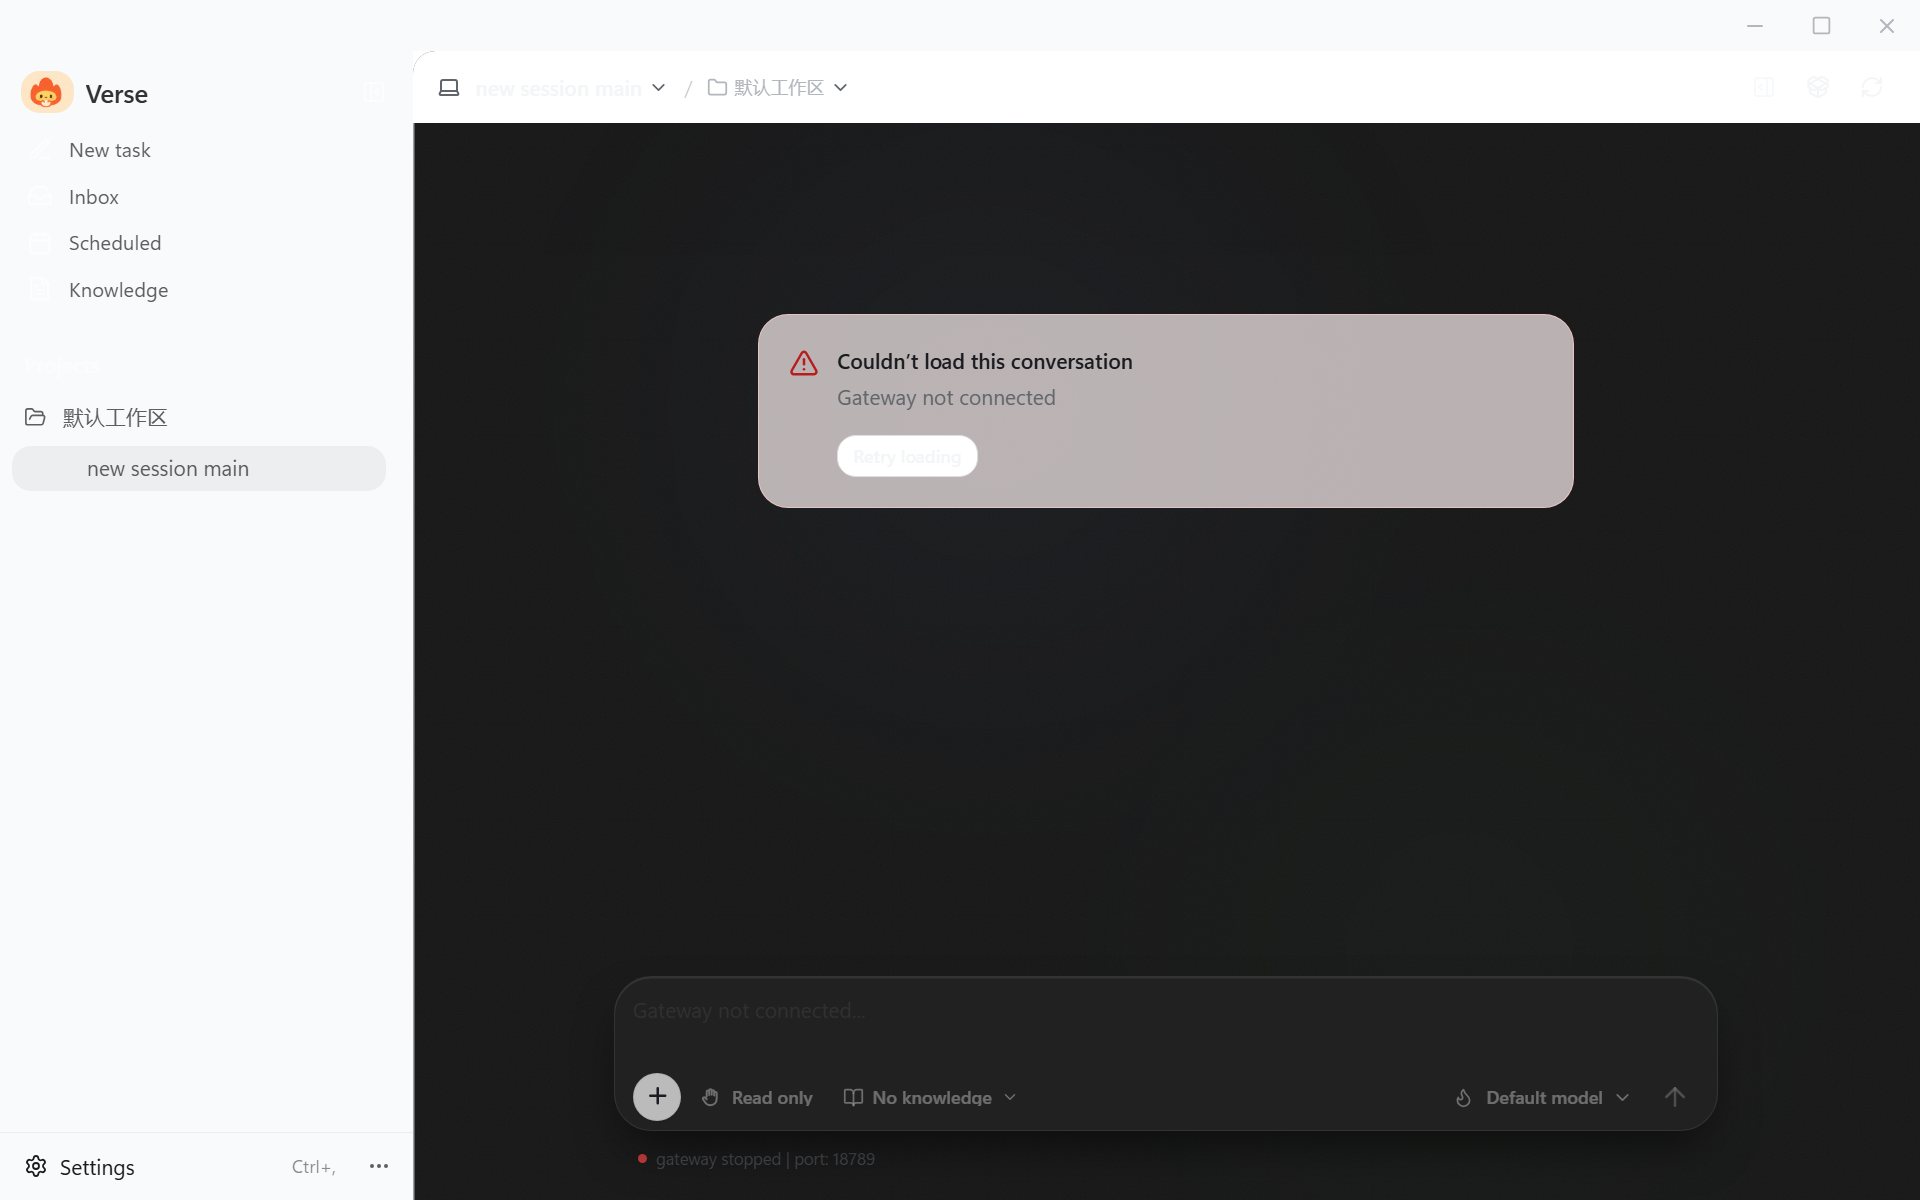 Verse
New task
Inbox
Scheduled
Knowledge
Projects
默认工作区
new session main
Settings
Ctrl+,
new session main / 默认工作区
Couldn’t load this conversation
Gateway not connected
Retry loading
Gateway not connected...
Read only
No knowledge
Default model
gateway stopped | port: 18789